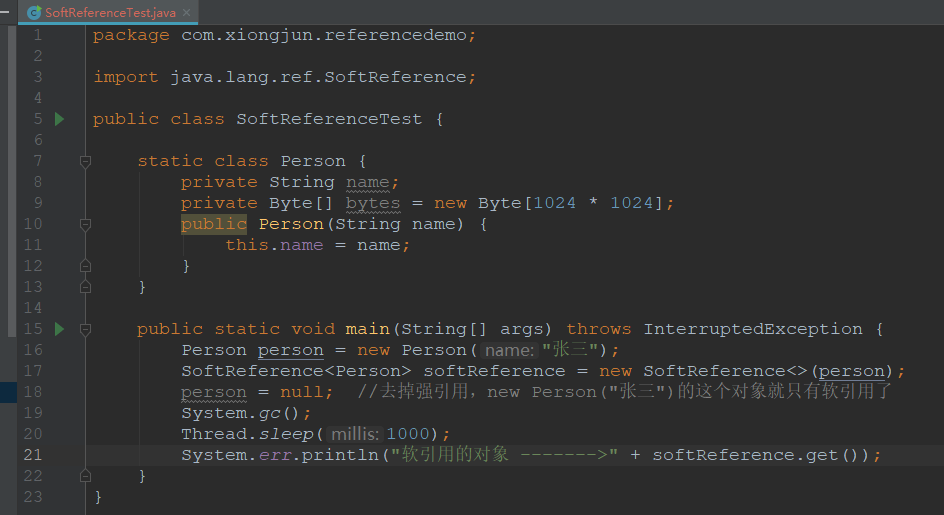 SoftReferenceTest.java
1 package com.xiongjun.referencedemo;
2
3 import java.lang.ref.SoftReference;
4
5 public class SoftReferenceTest {
6
7 static class Person {
8 private String name;
9 private Byte[] bytes = new Byte[1024 * 1024];
10 public Person(String name) {
11 this.name = name;
12 }
13 }
14
15 public static void main(String[] args) throws InterruptedException {
16 Person person = new Person( name: "张三");
17 SoftReference<Person> softReference = new SoftReference<>(person);
18 person = null; //去掉强引用，new Person("张三")的这个对象就只有软引用了
19 System.gc();
20 Thread.sleep( millis: 1000);
21 System.err.println("软引用的对象 ------->" + softReference.get());
22 }
23 }